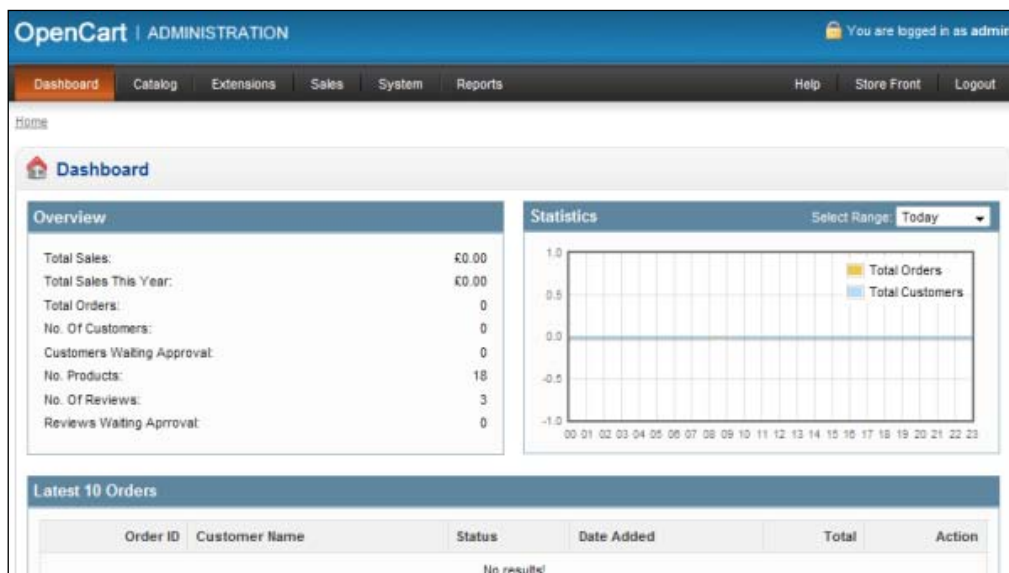 OpenCart | ADMINISTRATION
You are logged in as admin
Dashboard Catalog Extensions Sales System Reports Help Store Front Logout
Home
Dashboard
Overview
Total Sales: £0.00
Total Sales This Year: £0.00
Total Orders: 0
No. Of Customers: 0
Customers Waiting Approval: 0
No. Products: 18
No. Of Reviews: 3
Reviews Waiting Aprroval: 0
Statistics
Select Range: Today
Total Orders
Total Customers
1.0
0.5
0.0
-0.5
-1.0
00 01 02 03 04 05 06 07 08 09 10 11 12 13 14 15 16 17 18 19 20 21 22 23
Latest 10 Orders
Order ID Customer Name Status Date Added Total Action
No results!